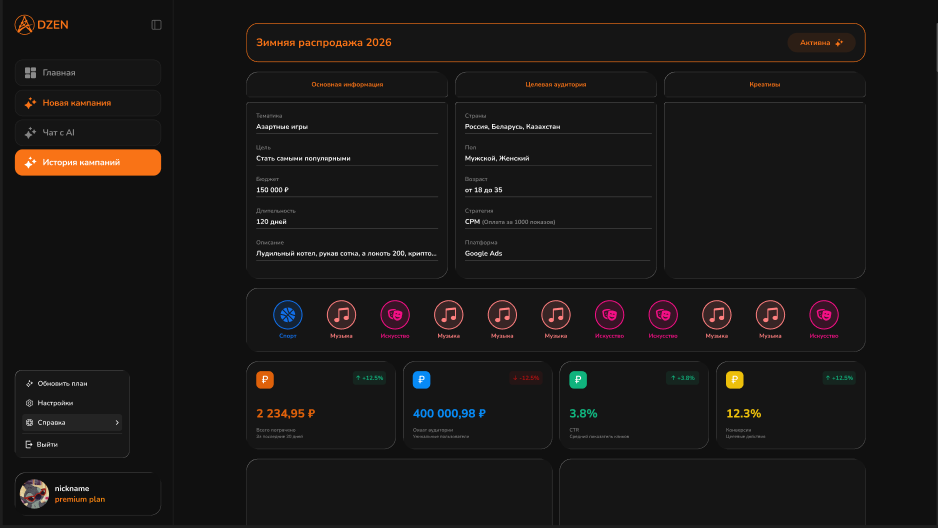 DZEN
Главная
Новая кампания
Чат с AI
История кампаний
Обновить план
Настройки
Справка
Выйти
nickname
premium plan
Зимняя распродажа 2026
Активна
Основная информация
Тематика
Азартные игры
Цель
Стать самыми популярными
Бюджет
150 000 ₽
Длительность
120 дней
Описание
Лудильный котел, рукав сотка, а локоть 200, крипто...
Целевая аудитория
Страны
Россия, Беларусь, Казахстан
Пол
Мужской, Женский
Возраст
от 18 до 35
Стратегия
CPM (Оплата за 1000 показов)
Платформа
Google Ads
Креативы
Спорт
Музыка
Искусство
Музыка
Музыка
Музыка
Искусство
Искусство
Музыка
Музыка
Искусство
₽
+12.5%
2 234,95 ₽
Всего потрачено
За последние 30 дней
₽
-12.5%
400 000,98 ₽
Охват аудитории
Уникальных пользователей
₽
+3.8%
3.8%
CTR
Средний показатель кликов
₽
+12.5%
12.3%
Конверсия
Целевые действия